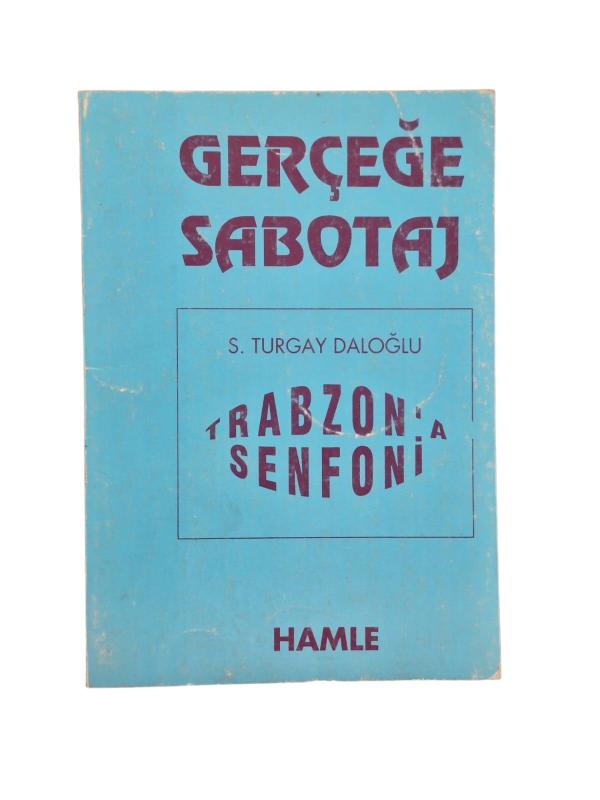 GERÇEĞE
SABOTAJ
S. TURGAY DALOĞLU
TRABZON'A
SENFONİ
HAMLE